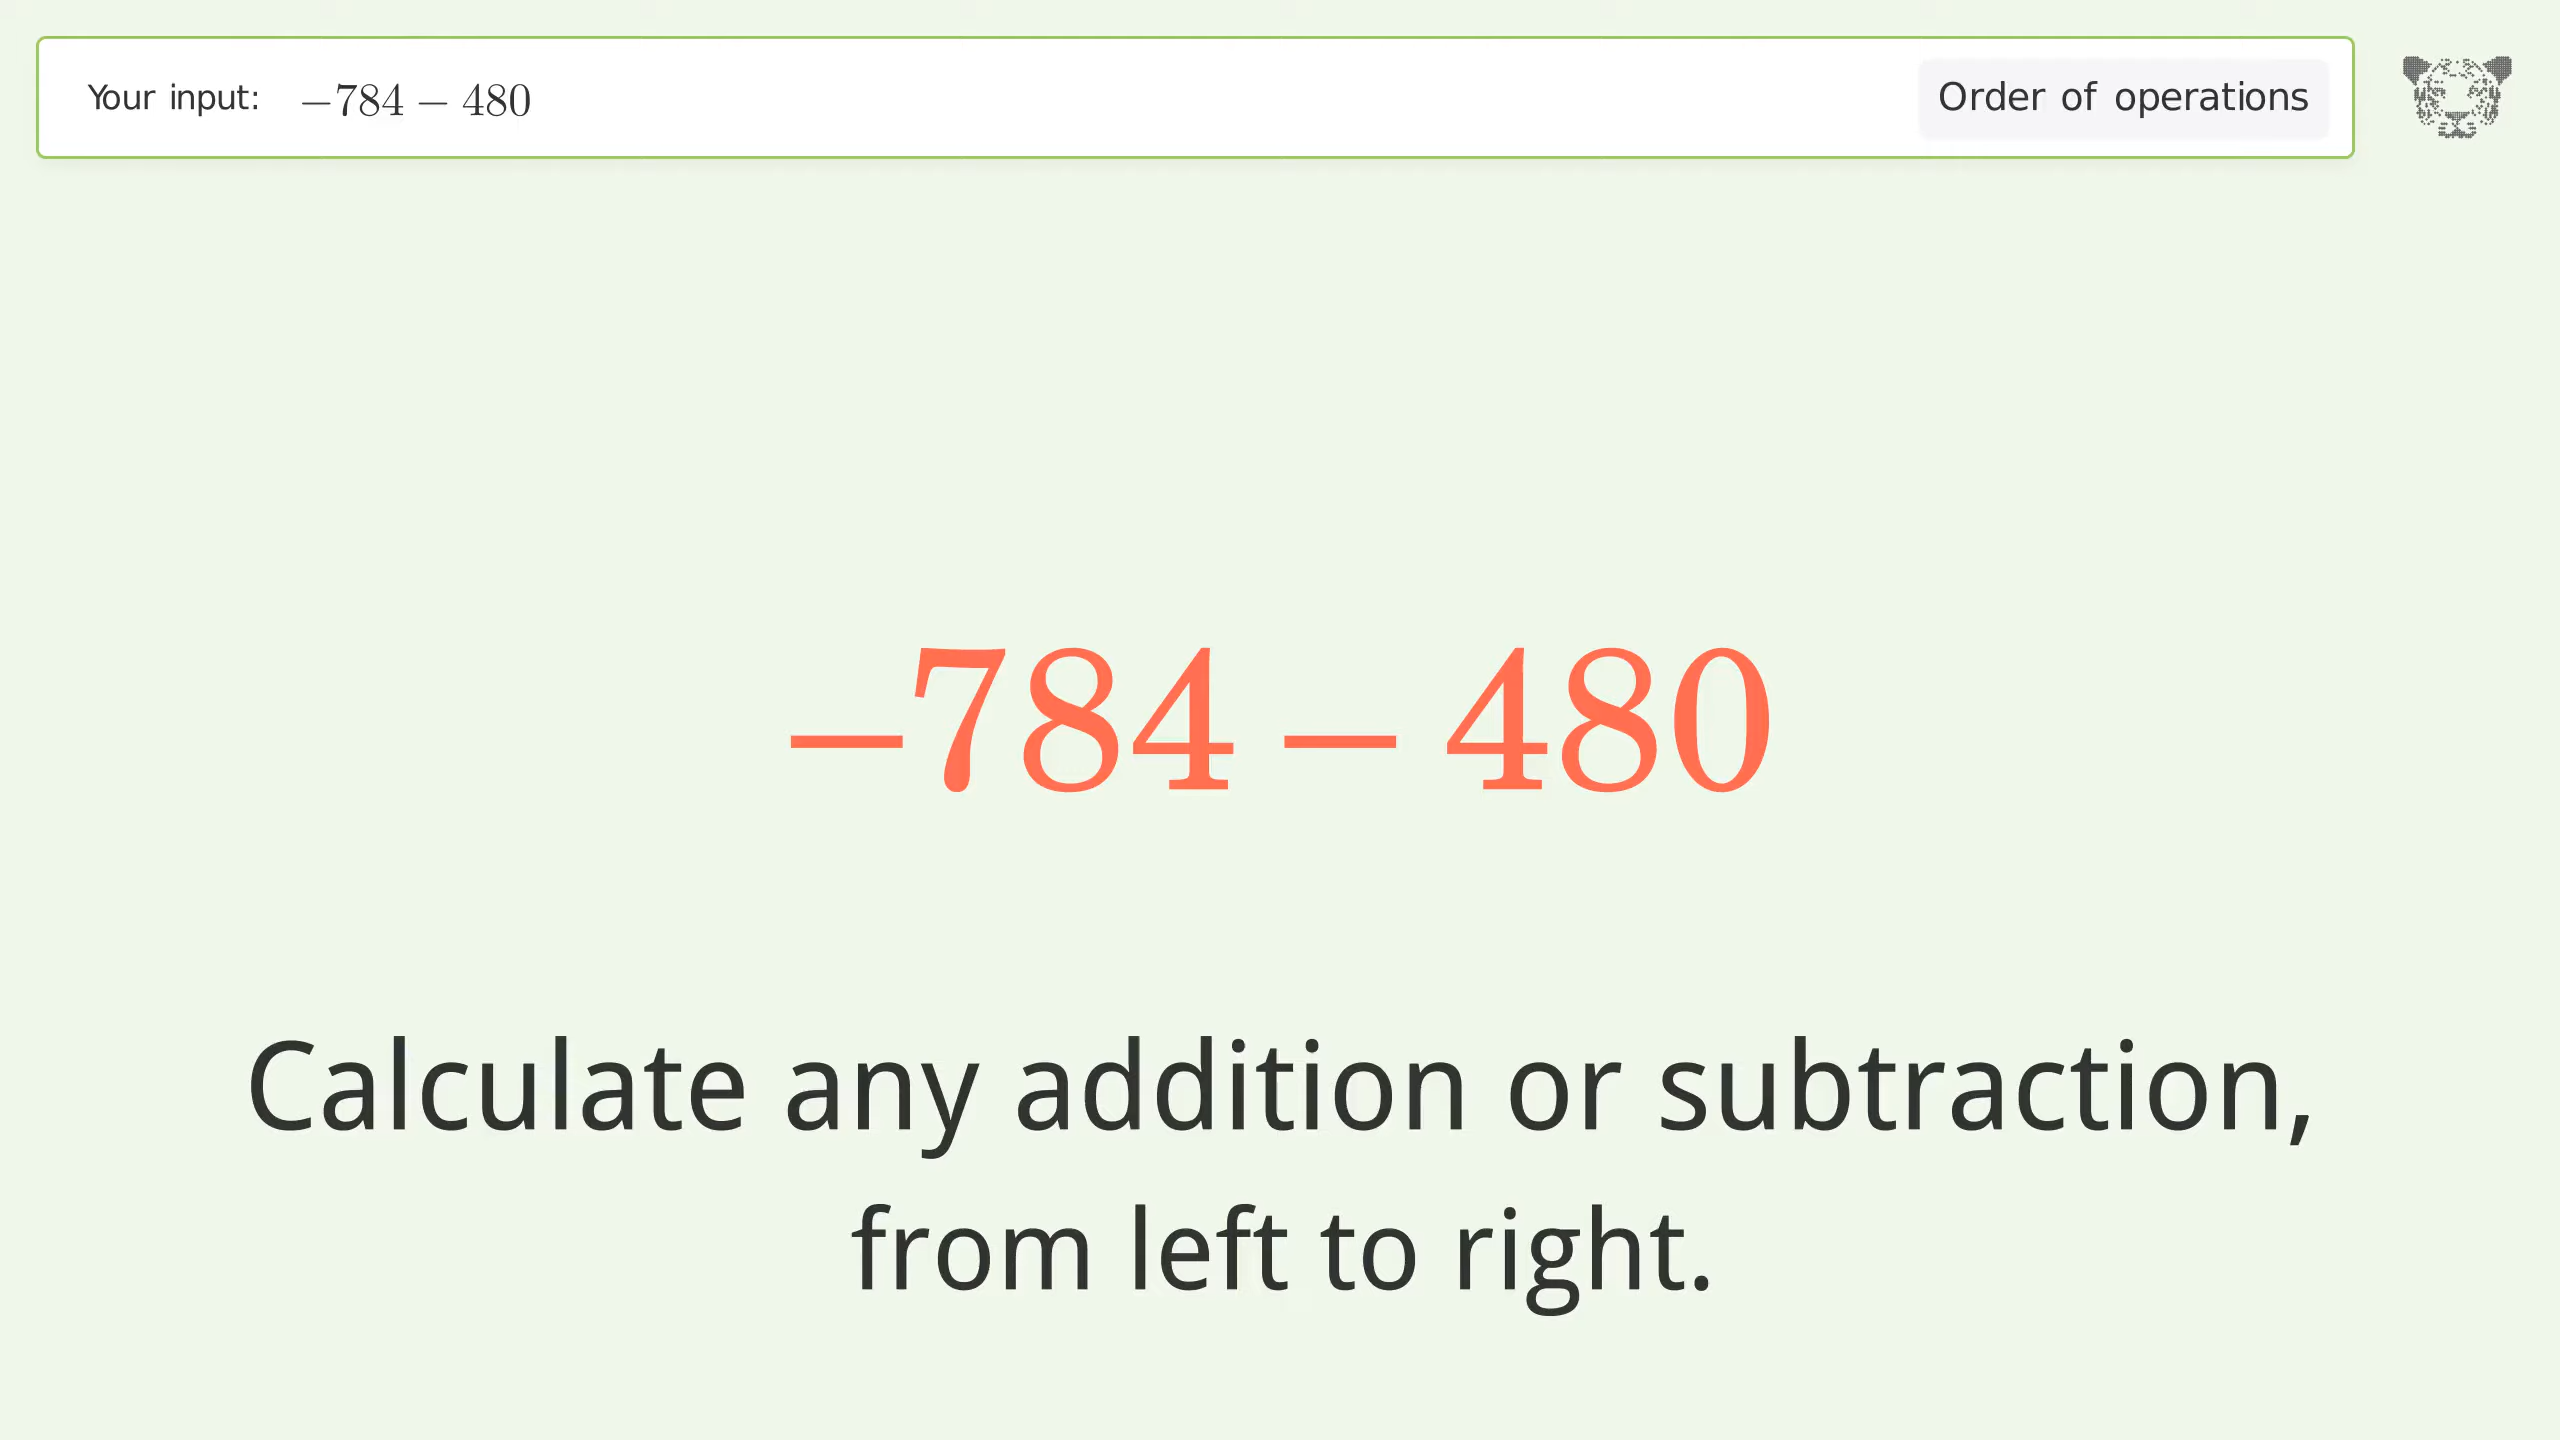 Your input: −784 − 480 Order of operations
−784 − 480
Calculate any addition or subtraction,
from left to right.